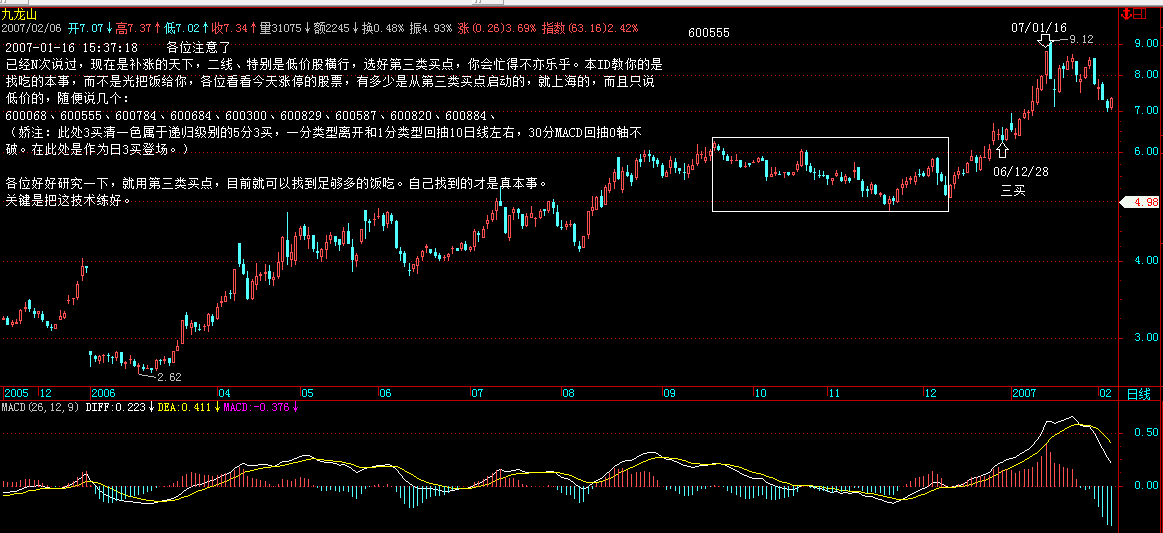 九龙山
2007/02/06 开7.07↓高7.37↑低7.02↑收7.34↑量31075↓额2245↓换0.48% 振4.93% 涨(0.26)3.69% 指数(63.16)2.42%
2007-01-16 15:37:18 各位注意了
已经N次说过，现在是补涨的天下，二线、特别是低价股横行，选好第三类买点，你会忙得不亦乐乎。本ID教你的是
找吃的本事，而不是光把饭给你，各位看看今天涨停的股票，有多少是从第三类买点启动的，就上海的，而且只说
低价的，随便说几个：
600068、600555、600784、600684、600300、600829、600587、600820、600884、
（娇注：此处3买清一色属于递归级别的5分3买，一分类型离开和1分类型回抽10日线左右，30分MACD回抽0轴不
破。在此处是作为日3买登场。）
各位好好研究一下，就用第三类买点，目前就可以找到足够多的饭吃。自己找到的才是真本事。
关键是把这技术练好。
600555
07/01/16
9.12
06/12/28
三买
2.62
9.00
8.00
7.00
6.00
4.98
4.00
3.00
2005 12 2006 04 05 06 07 08 09 10 11 12 2007 02 日线
MACD(26,12,9) DIFF:0.223↓DEA:0.411↓MACD:-0.376↓
0.50
0.00